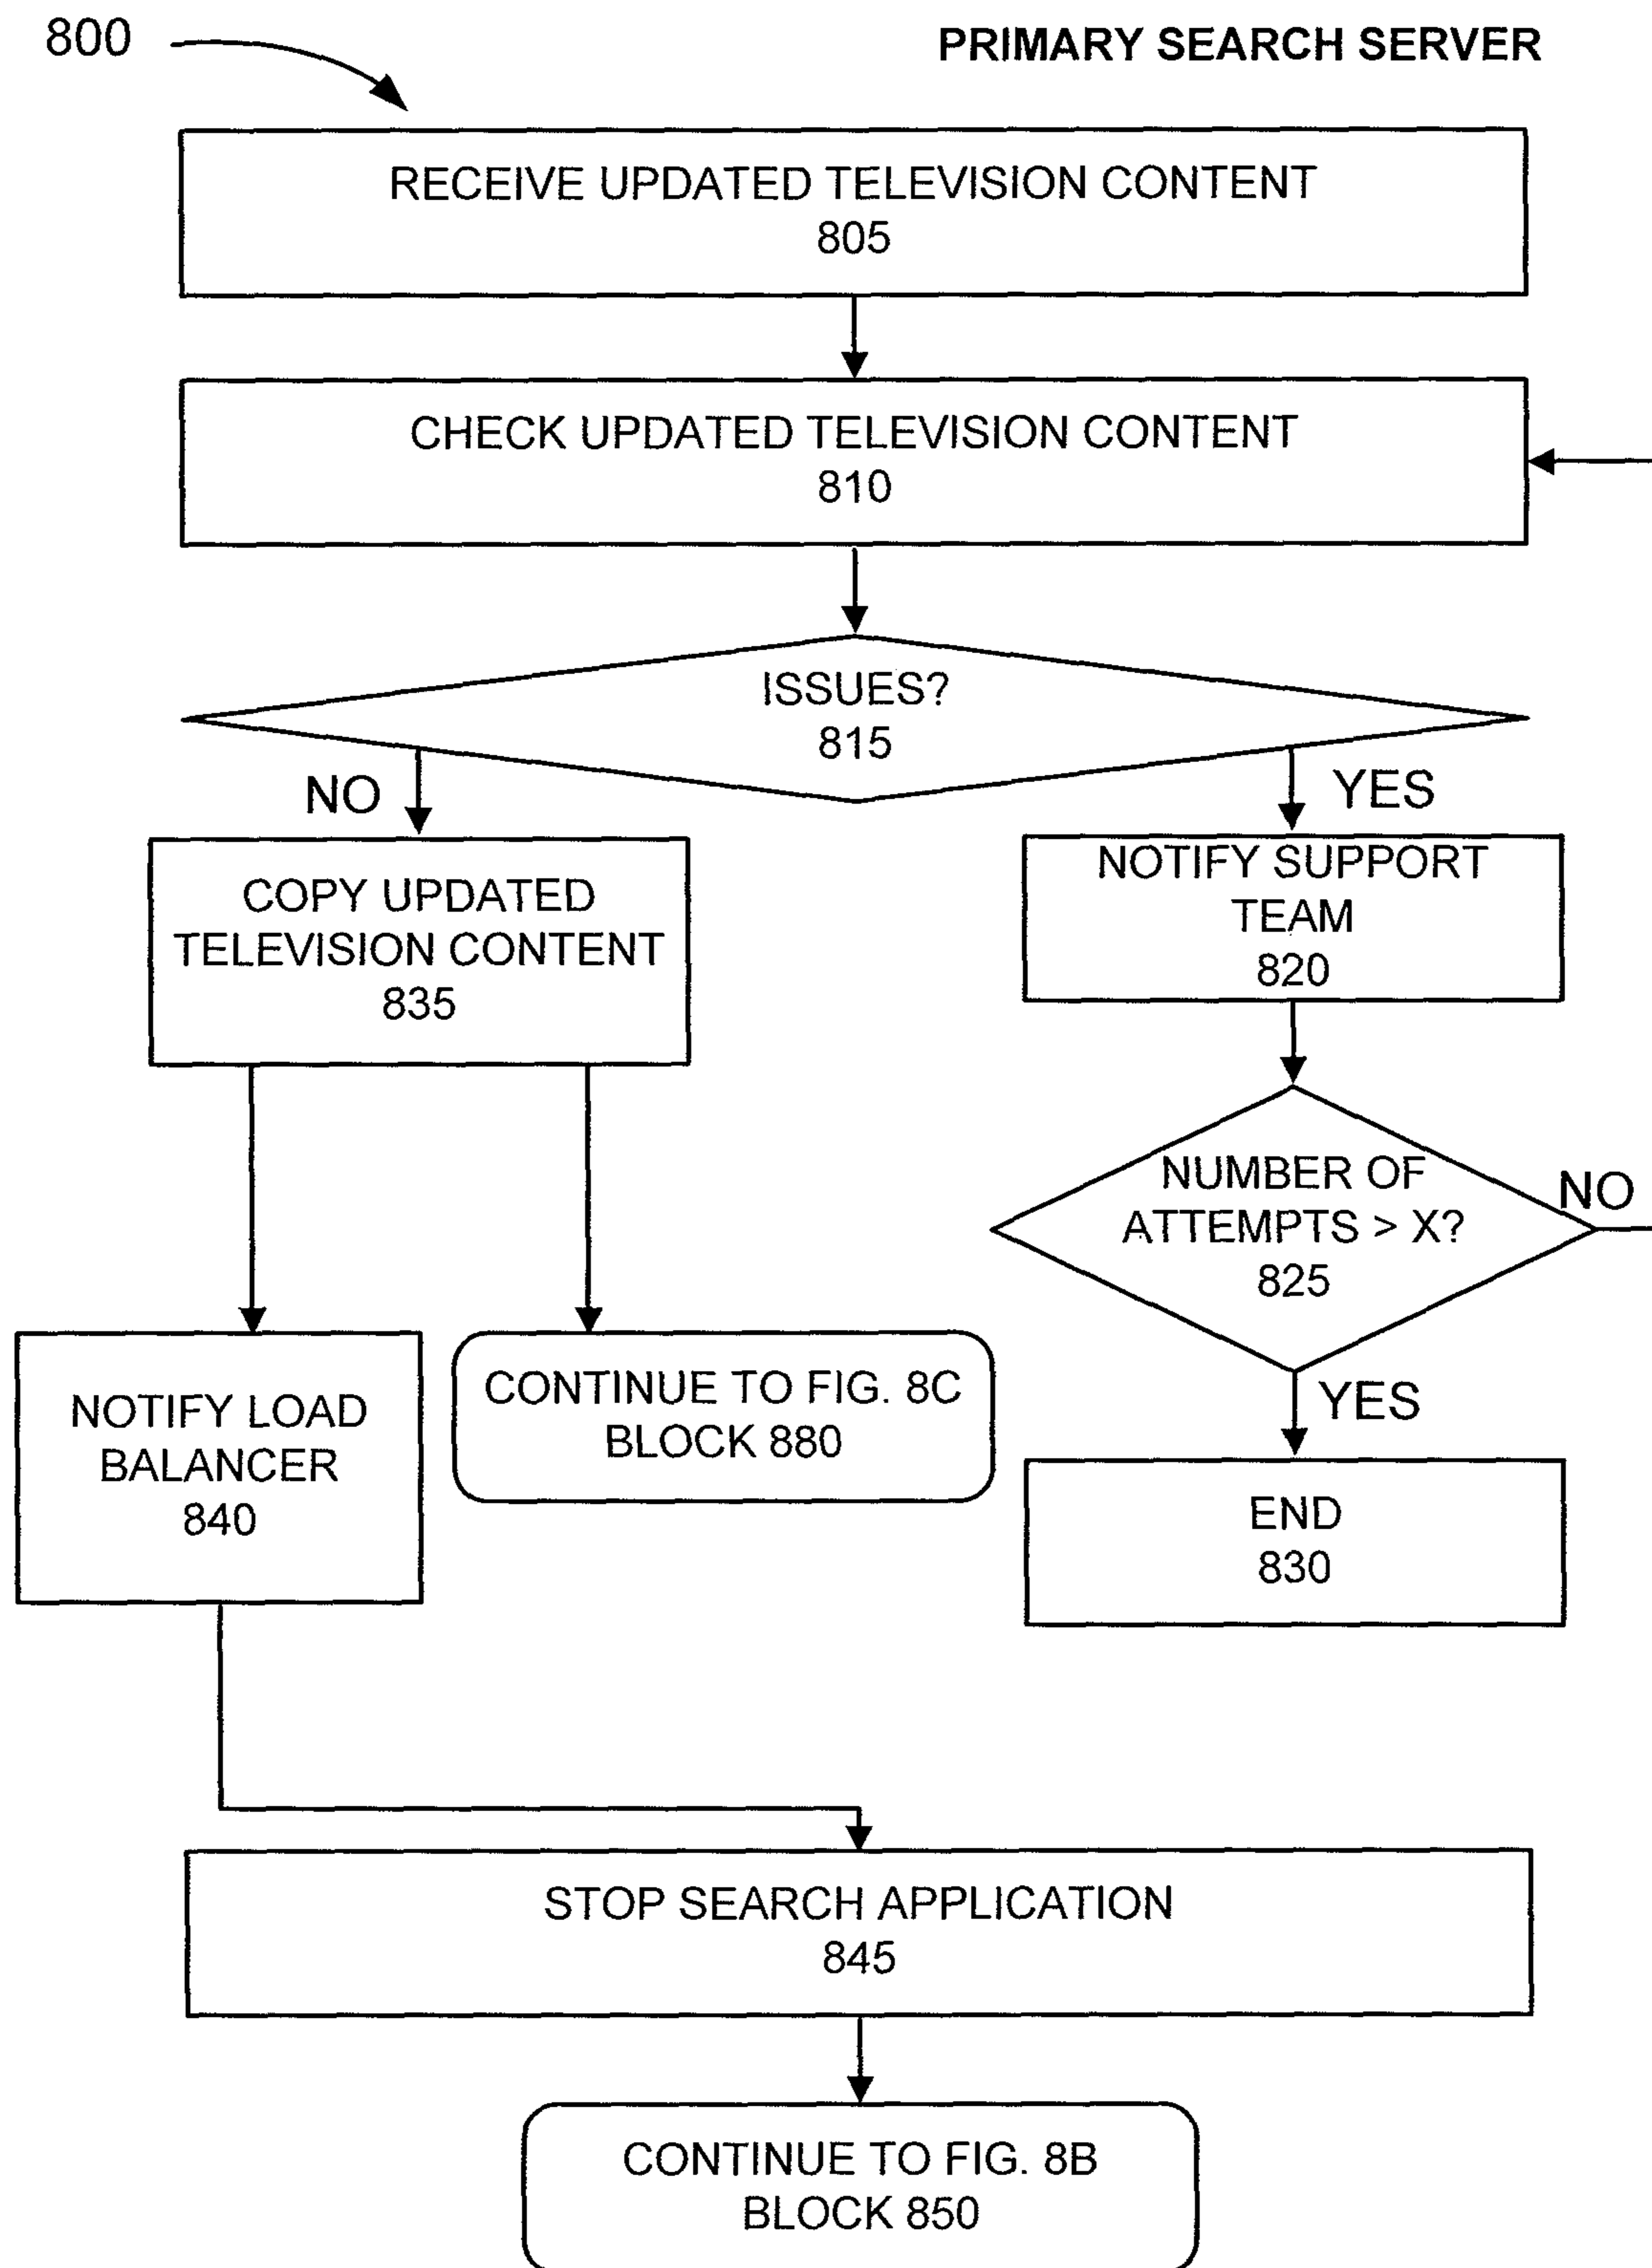 800
PRIMARY SEARCH SERVER
RECEIVE UPDATED TELEVISION CONTENT
805
CHECK UPDATED TELEVISION CONTENT
810
ISSUES?
815
NO
YES
COPY UPDATED
TELEVISION CONTENT
835
NOTIFY SUPPORT
TEAM
820
NUMBER OF
ATTEMPTS > X?
825
NO
YES
END
830
NOTIFY LOAD
BALANCER
840
CONTINUE TO FIG. 8C
BLOCK 880
STOP SEARCH APPLICATION
845
CONTINUE TO FIG. 8B
BLOCK 850